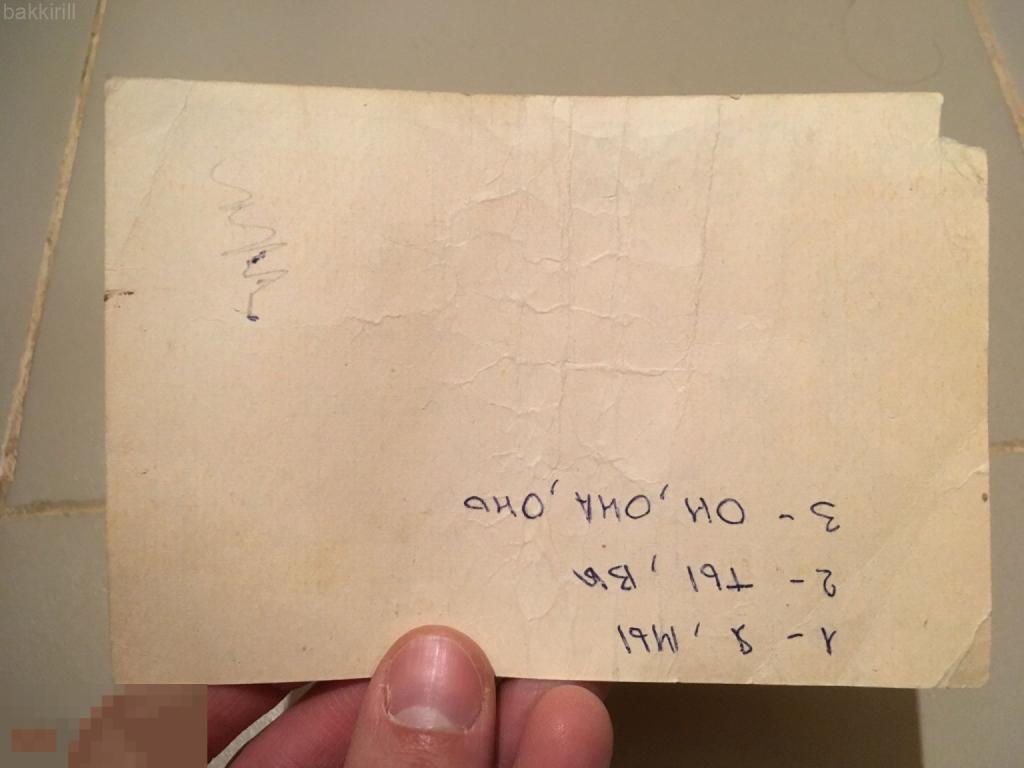 bakkirill
1 - Я, МЫ
2 - ТЫ, ВЫ
3 - ОН, ОНА, ОНО